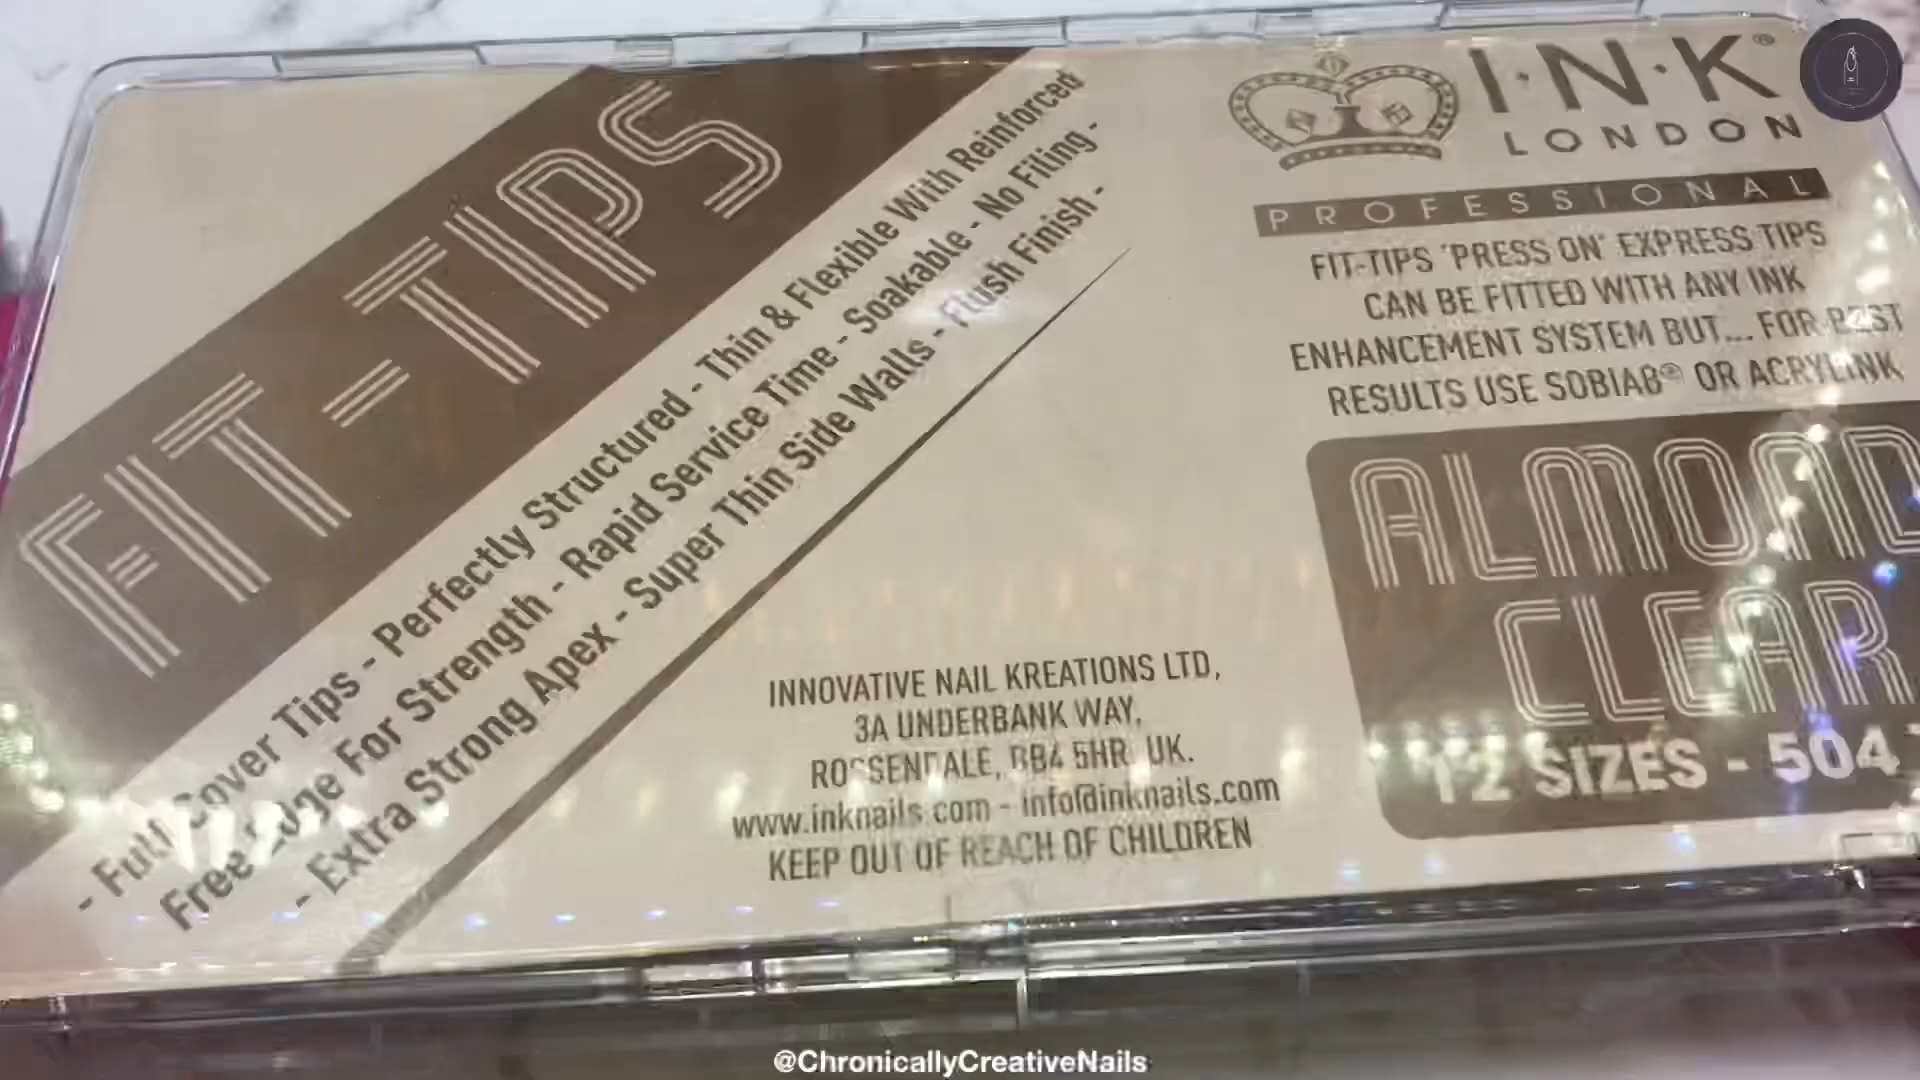 FIT-TIPS
- Full Cover Tips - Perfectly Structured - Thin & Flexible With Reinforced
Free Edge For Strength - Rapid Service Time - Soakable - No Filing -
- Extra Strong Apex - Super Thin Side Walls - Flush Finish -
I·N·K®
LONDON
PROFESSIONAL
FIT-TIPS 'PRESS ON' EXPRESS TIPS
CAN BE FITTED WITH ANY INK
ENHANCEMENT SYSTEM BUT... FOR BEST
RESULTS USE SOBIAB® OR ACRYLINK
ALMOND
CLEAR
12 SIZES - 504
INNOVATIVE NAIL KREATIONS LTD,
3A UNDERBANK WAY,
ROSSENDALE, BB4 5HR, UK.
www.inknails.com - info@inknails.com
KEEP OUT OF REACH OF CHILDREN
@ChronicallyCreativeNails